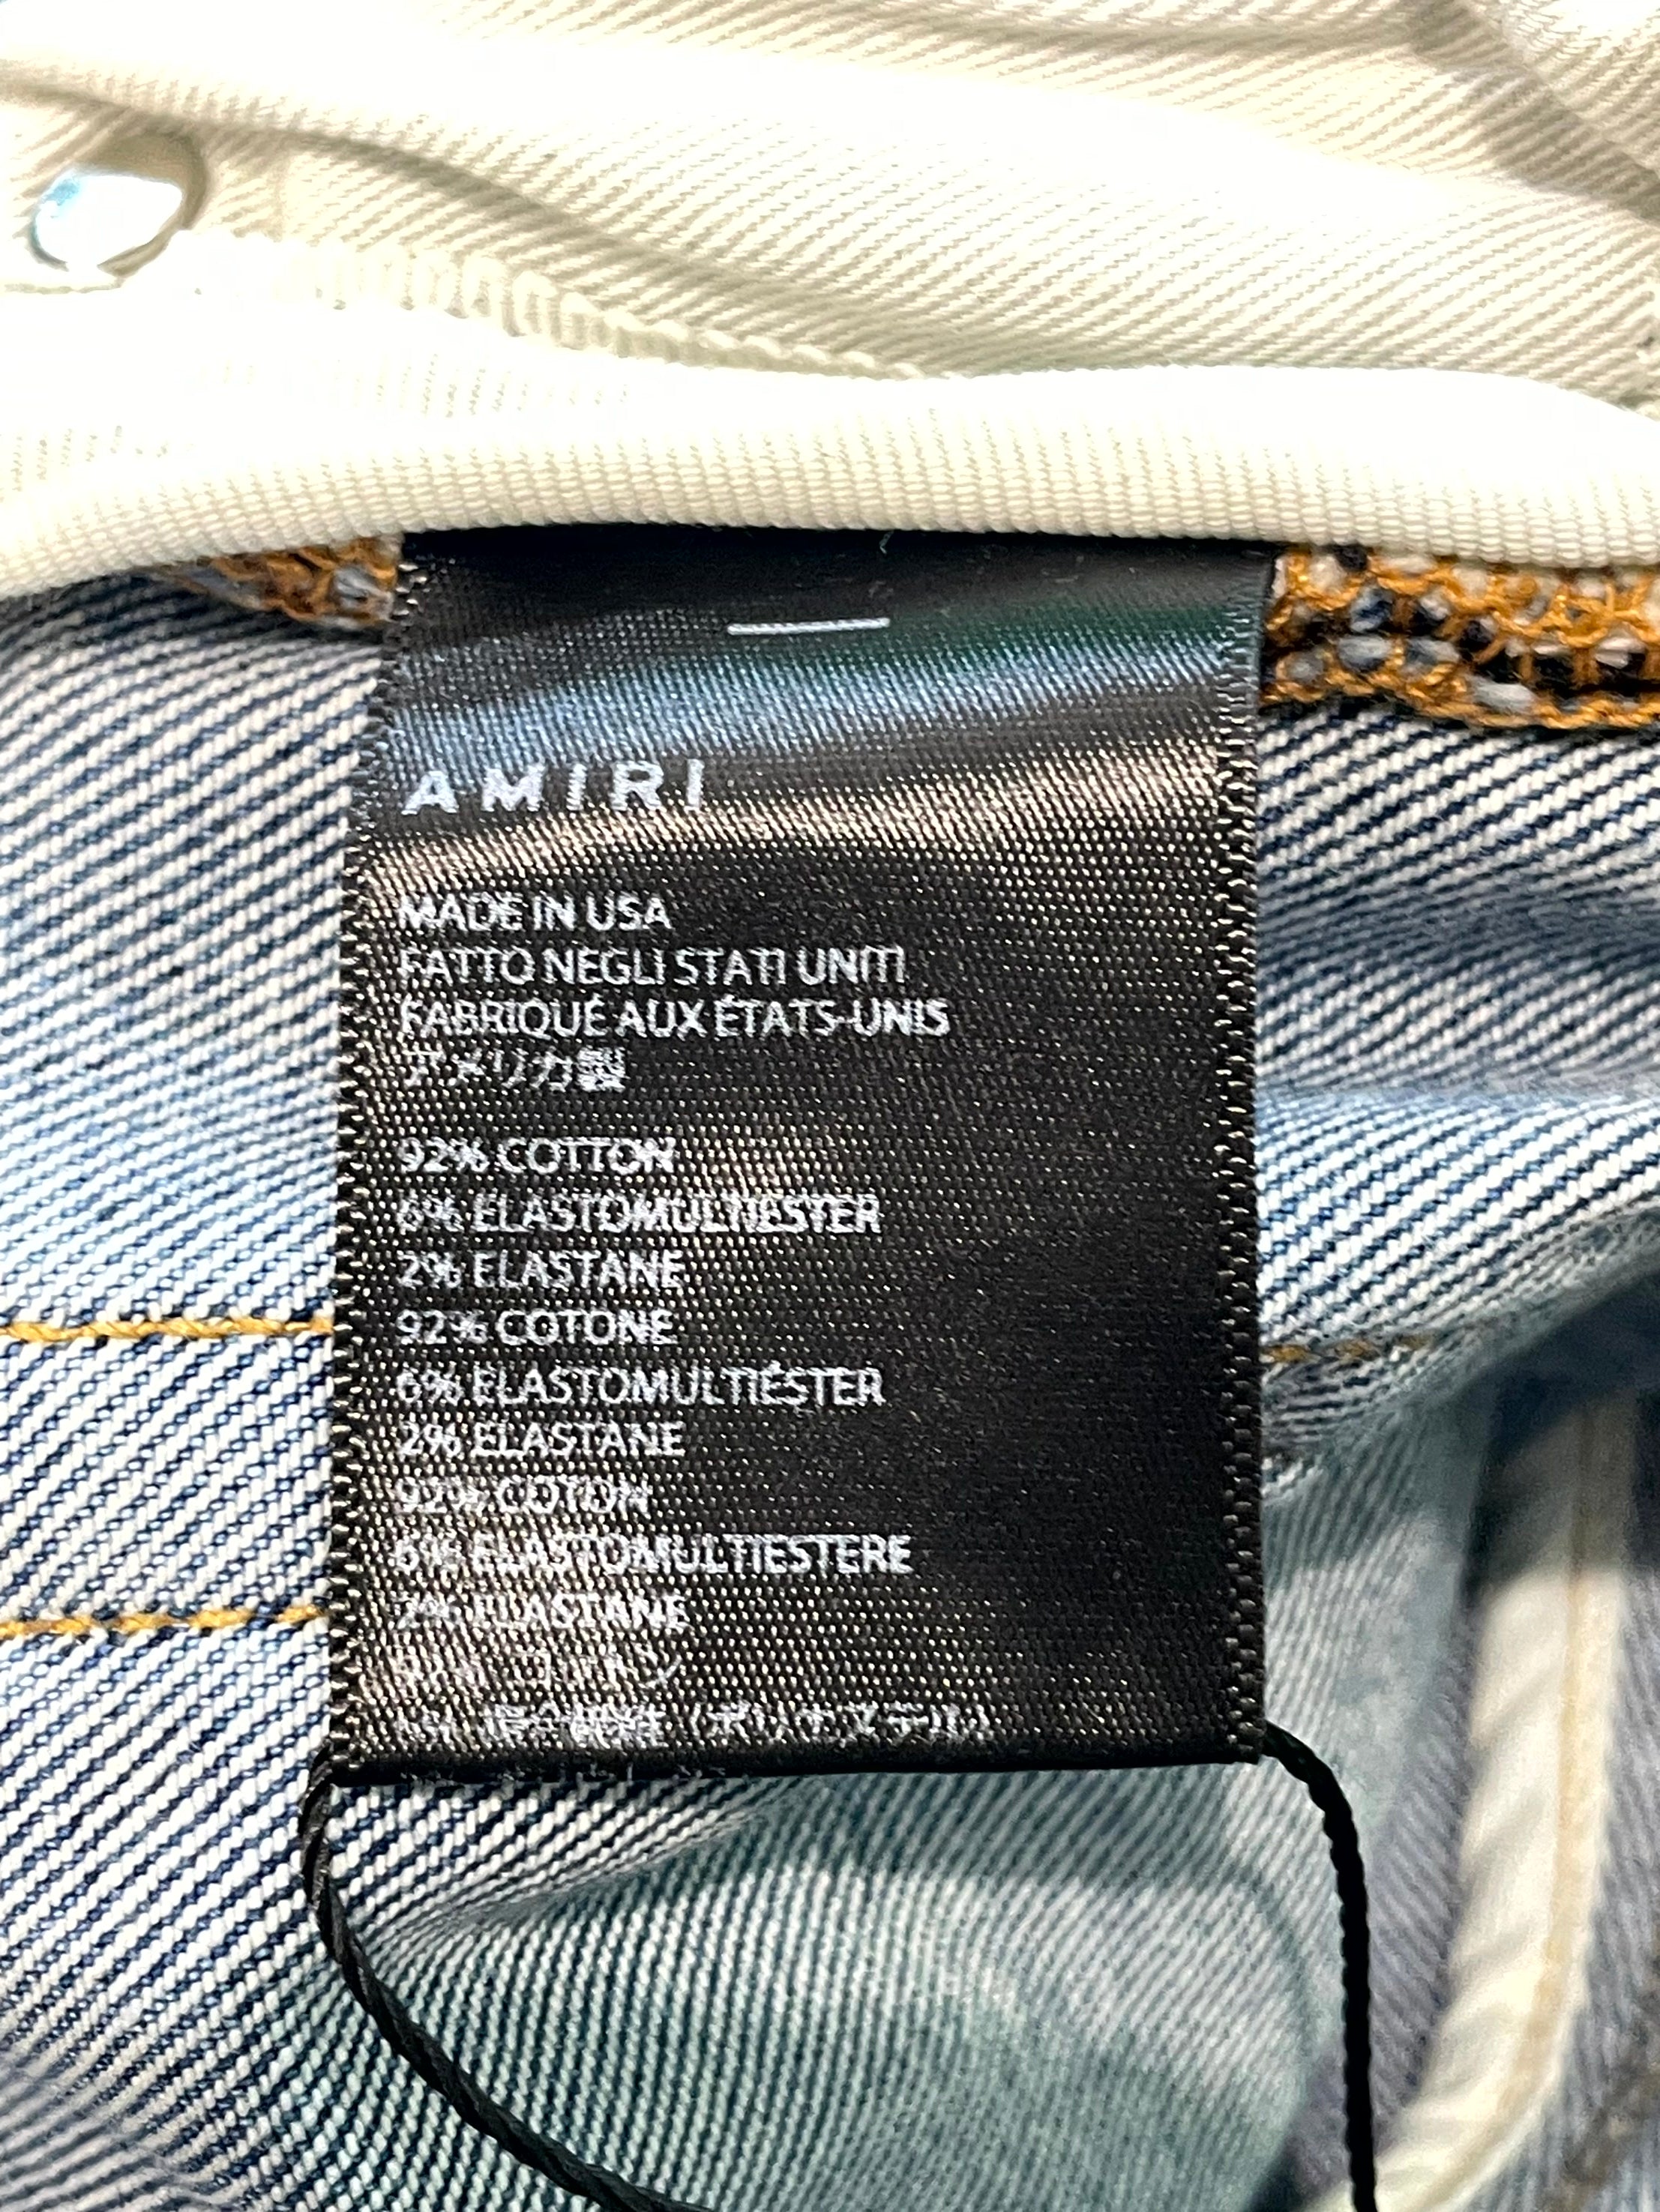 AMIRI
MADE IN USA
FATTO NEGLI STATI UNITI
FABRIQUÉ AUX ÉTATS-UNIS
アメリカ製
92% COTTON
6% ELASTOMULTIESTER
2% ELASTANE
92% COTONE
6% ELASTOMULTIÉSTER
2% ELASTANE
92% COTON
6% ELASTOMULTIESTERE
2% ELASTANE